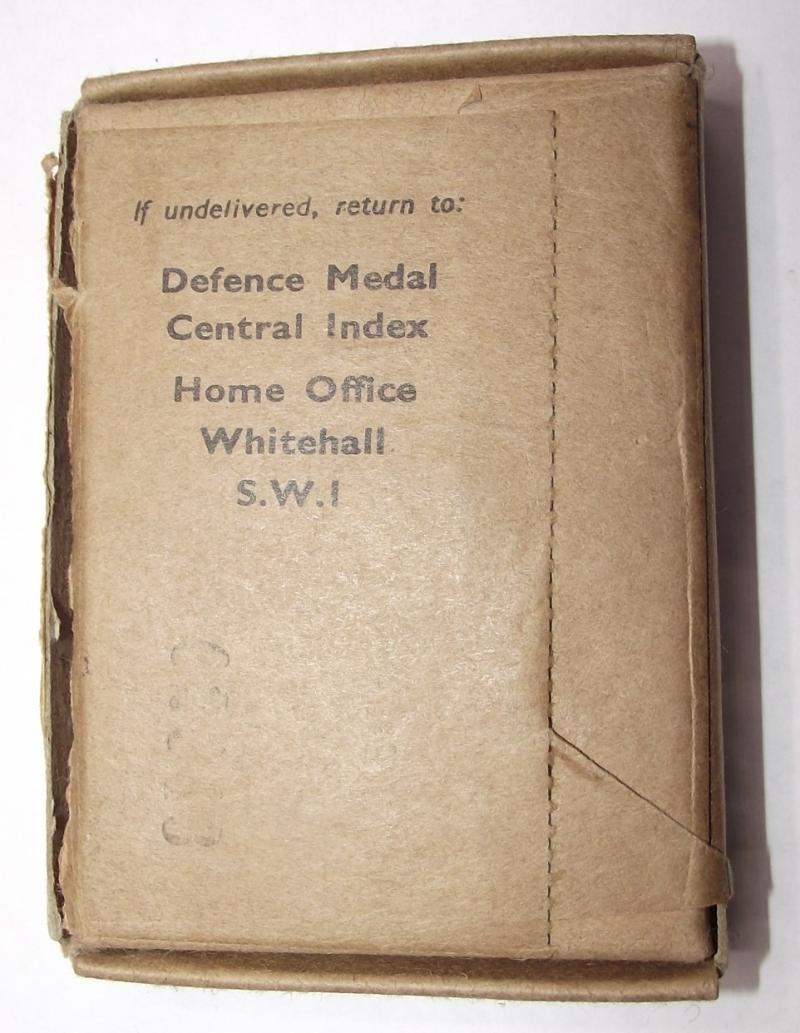 If undelivered, return to:
Defence Medal
Central Index
Home Office
Whitehall
S.W.1